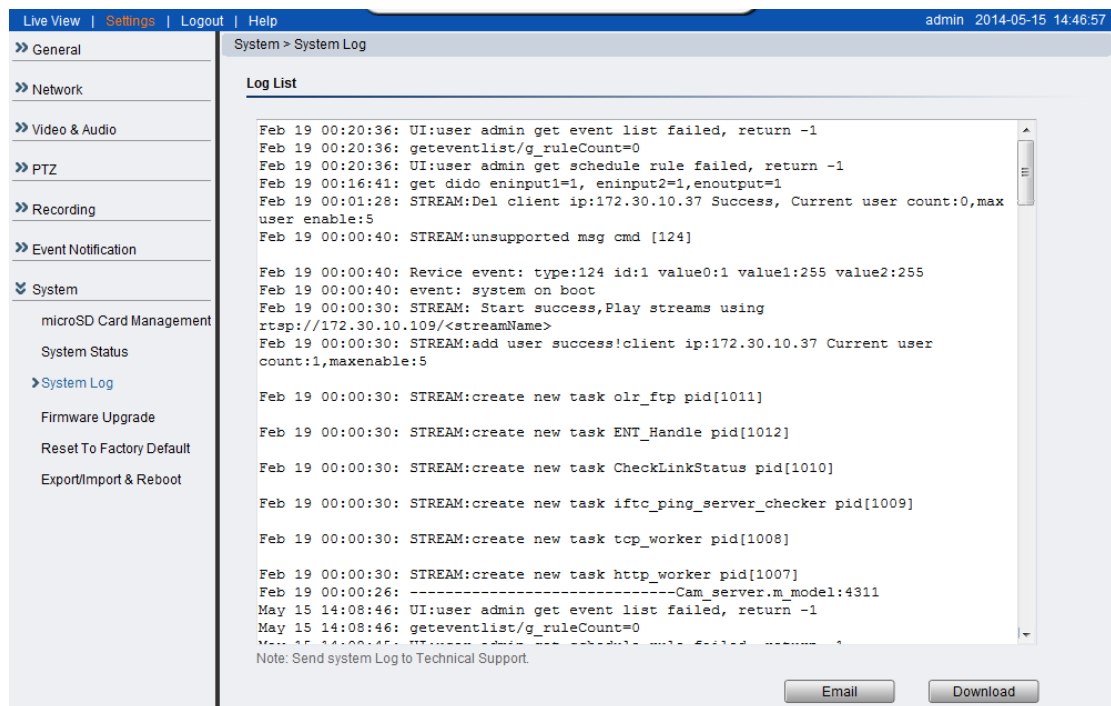 Live View | Settings | Logout | Help admin 2014-05-15 14:46:57
General
Network
Video & Audio
PTZ
Recording
Event Notification
System
microSD Card Management
System Status
System Log
Firmware Upgrade
Reset To Factory Default
Export/Import & Reboot
System > System Log
Log List
Feb 19 00:20:36: UI:user admin get event list failed, return -1
Feb 19 00:20:36: geteventlist/g_ruleCount=0
Feb 19 00:20:36: UI:user admin get schedule rule failed, return -1
Feb 19 00:16:41: get dido eninput1=1, eninput2=1,enoutput=1
Feb 19 00:01:28: STREAM:Del client ip:172.30.10.37 Success, Current user count:0,max
user enable:5
Feb 19 00:00:40: STREAM:unsupported msg cmd [124]
Feb 19 00:00:40: Revice event: type:124 id:1 value0:1 value1:255 value2:255
Feb 19 00:00:40: event: system on boot
Feb 19 00:00:30: STREAM: Start success,Play streams using
rtsp://172.30.10.109/<streamName>
Feb 19 00:00:30: STREAM:add user success!client ip:172.30.10.37 Current user
count:1,maxenable:5
Feb 19 00:00:30: STREAM:create new task olr_ftp pid[1011]
Feb 19 00:00:30: STREAM:create new task ENT_Handle pid[1012]
Feb 19 00:00:30: STREAM:create new task CheckLinkStatus pid[1010]
Feb 19 00:00:30: STREAM:create new task iftc_ping_server_checker pid[1009]
Feb 19 00:00:30: STREAM:create new task tcp_worker pid[1008]
Feb 19 00:00:30: STREAM:create new task http_worker pid[1007]
Feb 19 00:00:26: ------------------------------Cam_server.m_model:4311
May 15 14:08:46: UI:user admin get event list failed, return -1
May 15 14:08:46: geteventlist/g_ruleCount=0
Note: Send system Log to Technical Support.
Email
Download